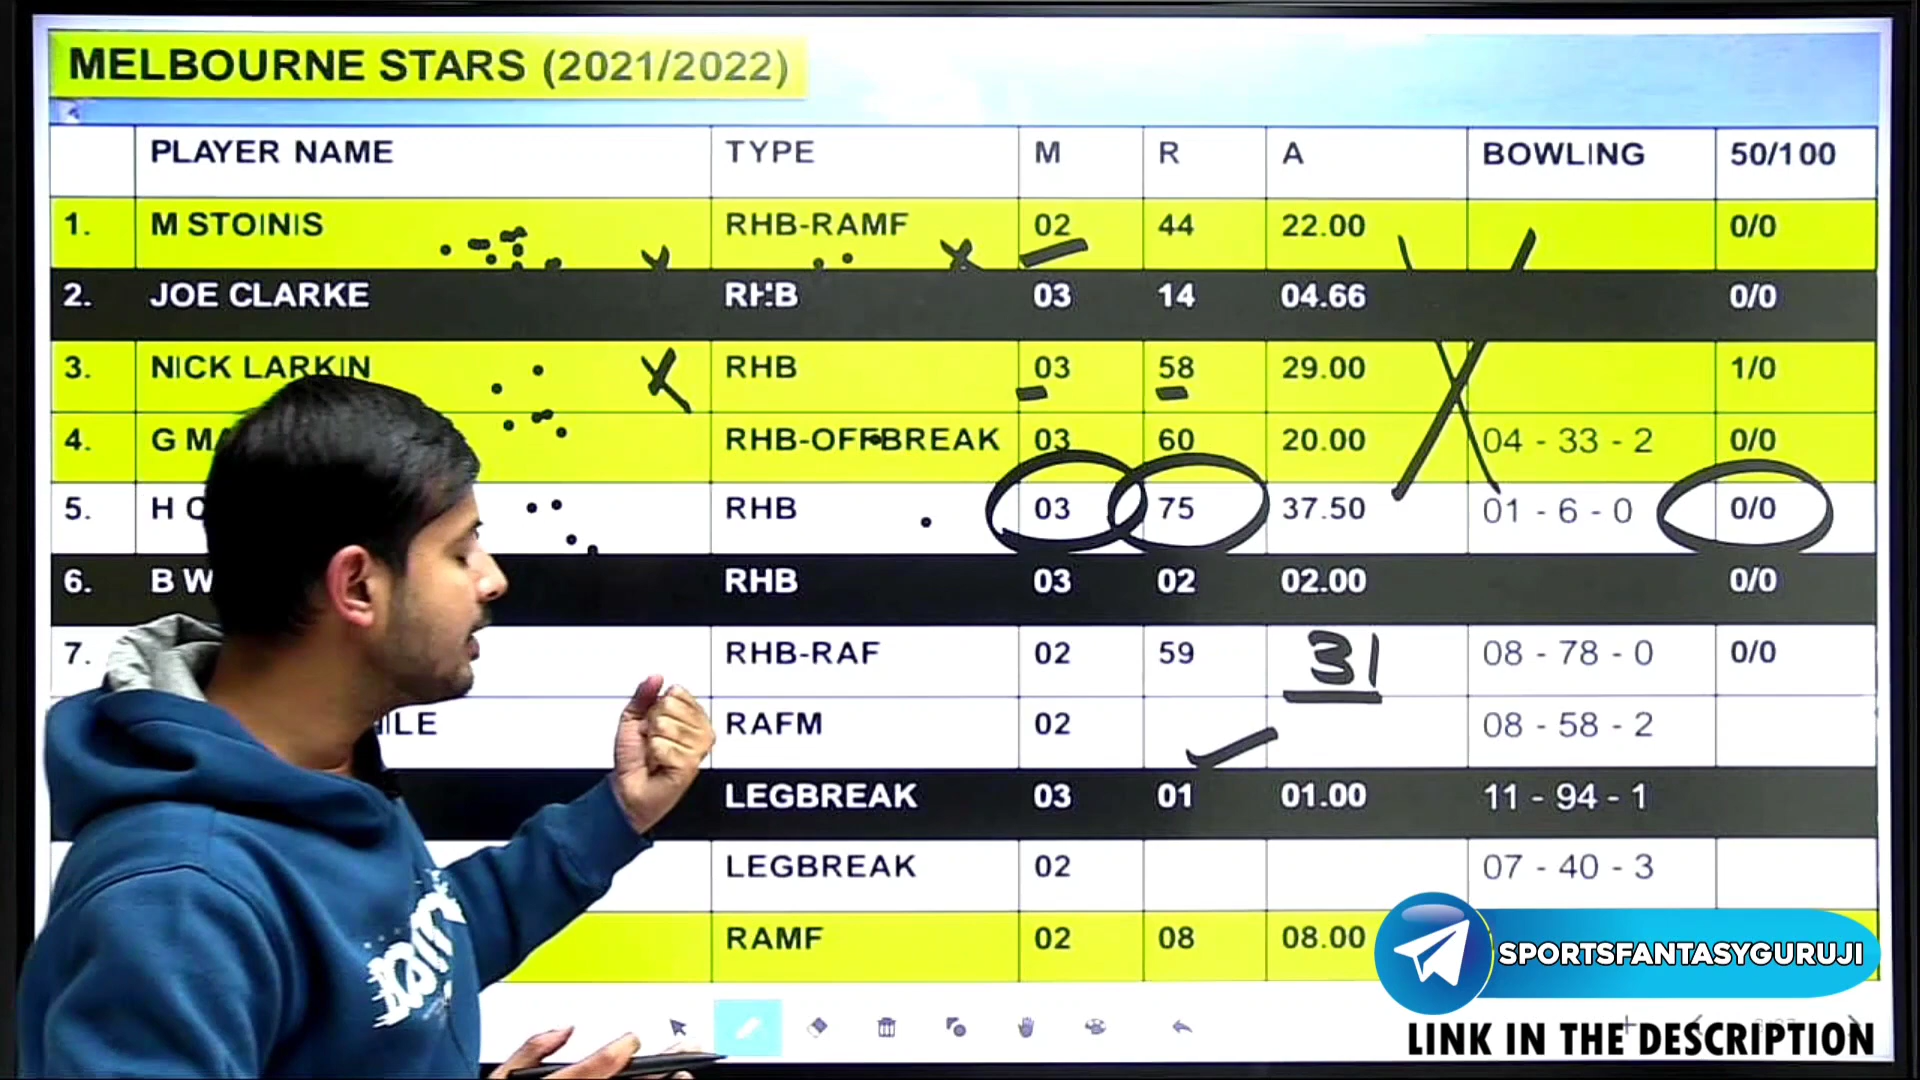 MELBOURNE STARS (2021/2022)
PLAYER NAME TYPE M R A BOWLING 50/100
1. M STOINIS RHB-RAMF 02 44 22.00 0/0
2. JOE CLARKE RHB 03 14 04.66 0/0
3. NICK LARKIN RHB 03 58 29.00 1/0
4. G RHB-OFFBREAK 03 60 20.00 04 - 33 - 2 0/0
5. H RHB 03 75 37.50 01 - 6 - 0 0/0
6. B RHB 03 02 02.00 0/0
7. RHB-RAF 02 59 31 08 - 78 - 0 0/0
RAFM 02 08 - 58 - 2
LEGBREAK 03 01 01.00 11 - 94 - 1
LEGBREAK 02 07 - 40 - 3
RAMF 02 08 08.00
SPORTSFANTASYGURUJI
LINK IN THE DESCRIPTION